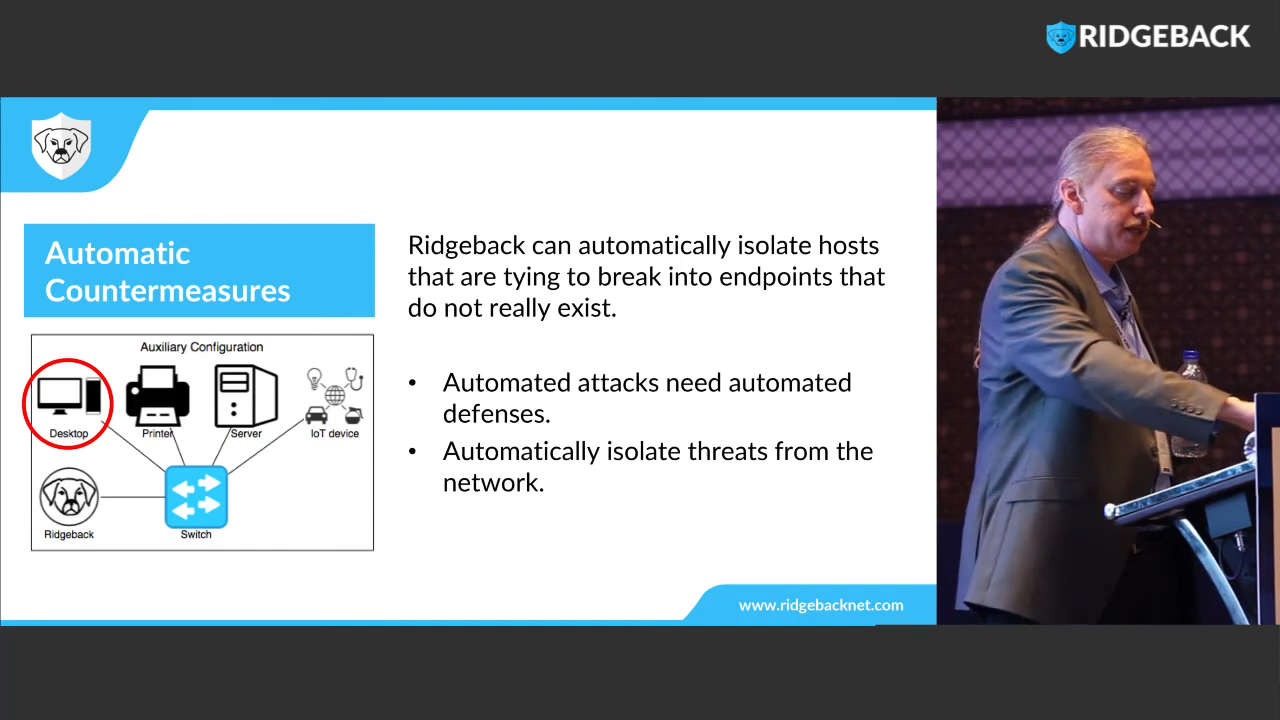 RIDGEBACK
Automatic
Countermeasures
Auxiliary Configuration
Desktop
Printer
Server
IoT device
Ridgeback
Switch
Ridgeback can automatically isolate hosts
that are tying to break into endpoints that
do not really exist.
• Automated attacks need automated
defenses.
• Automatically isolate threats from the
network.
www.ridgebacknet.com